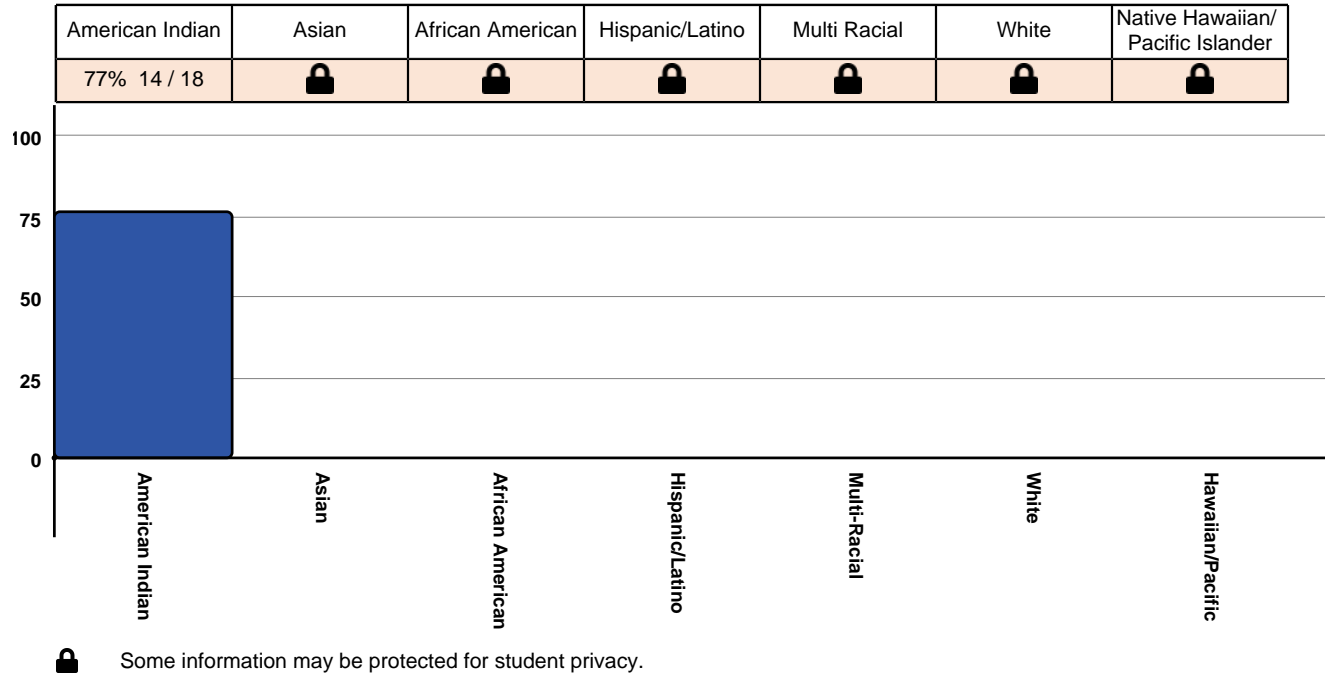 American Indian Asian African American Hispanic/Latino Multi Racial White Native Hawaiian/
Pacific Islander
77% 14 / 18
100
75
50
25
0
American Indian
Asian
African American
Hispanic/Latino
Multi-Racial
White
Hawaiian/Pacific
Some information may be protected for student privacy.